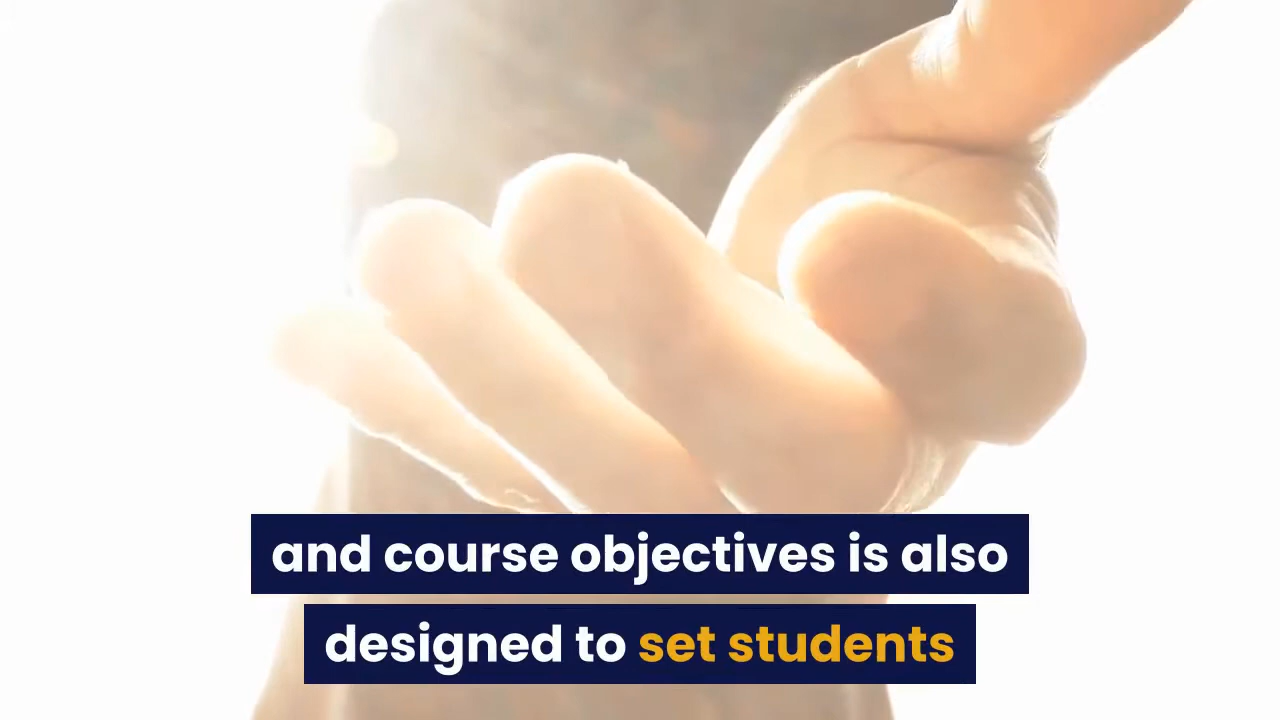 and course objectives is also
designed to set students